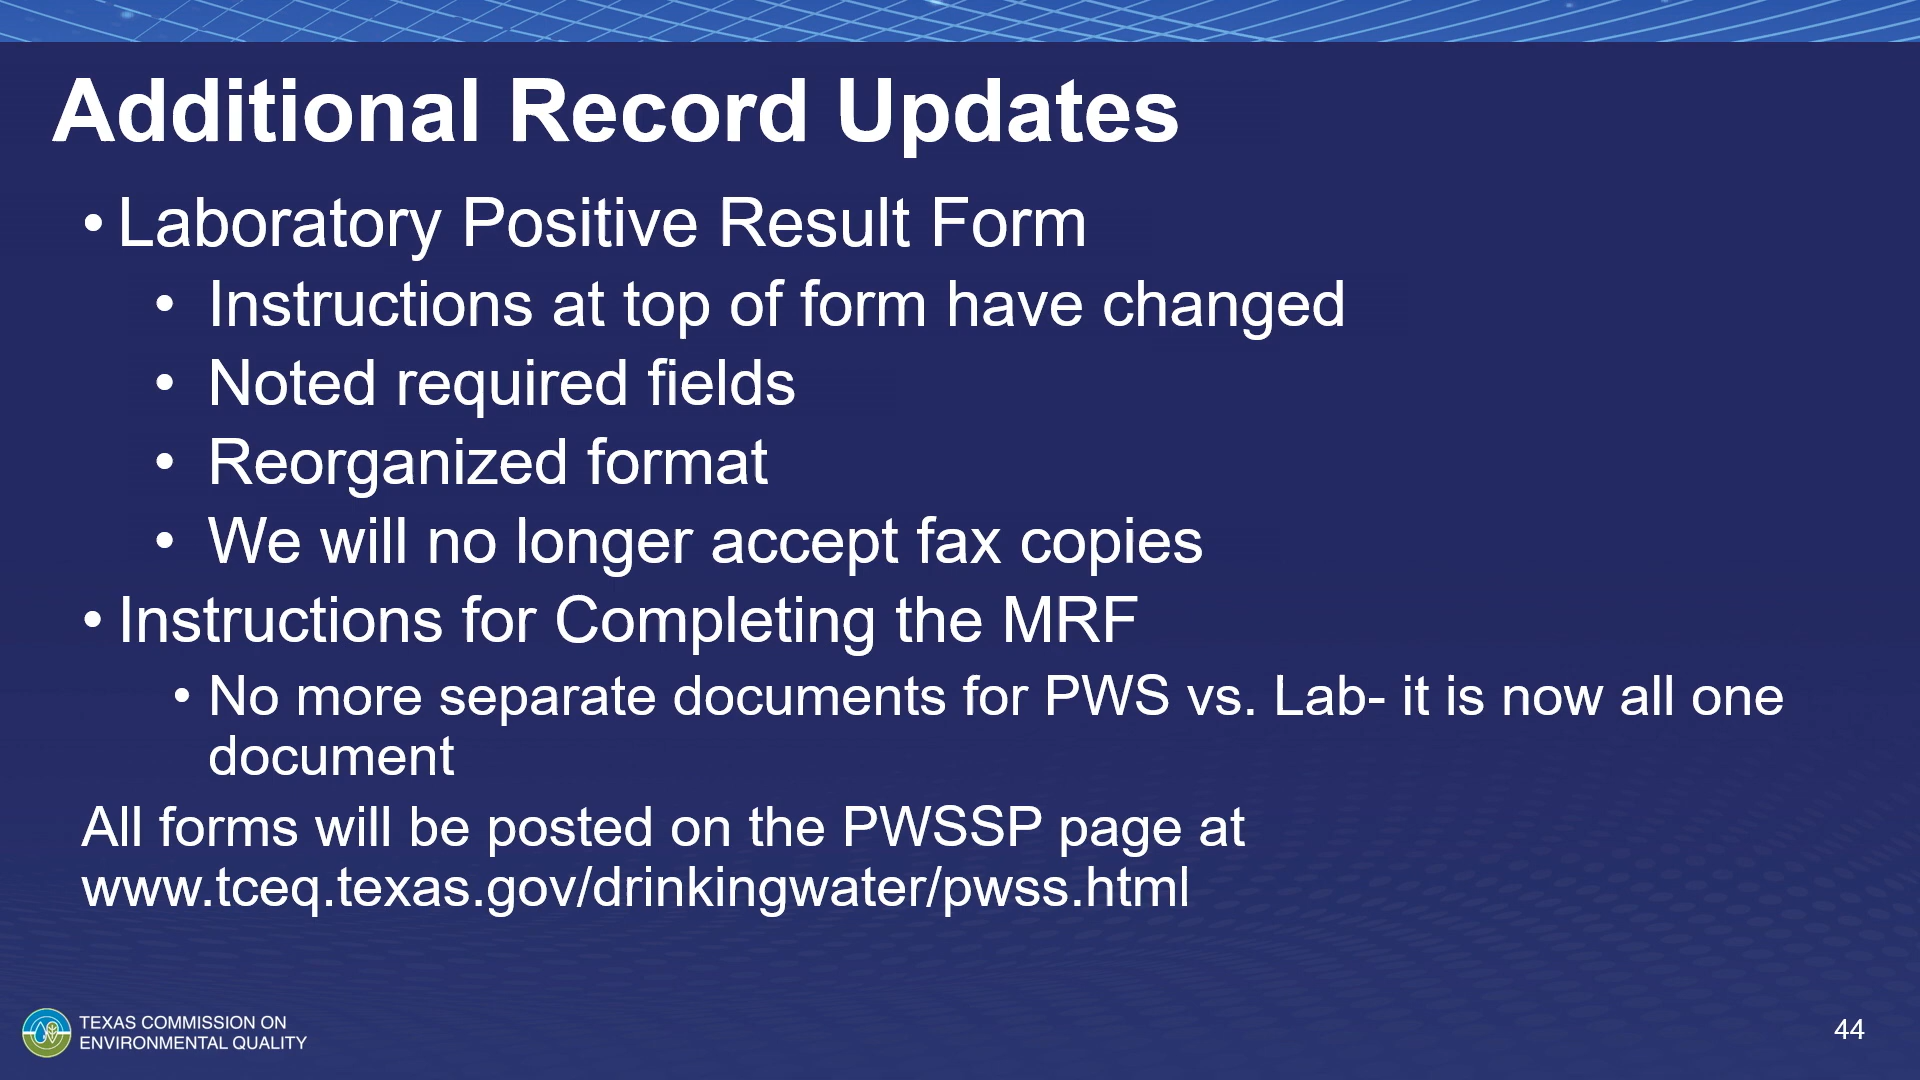 Additional Record Updates
• Laboratory Positive Result Form
• Instructions at top of form have changed
• Noted required fields
• Reorganized format
• We will no longer accept fax copies
• Instructions for Completing the MRF
• No more separate documents for PWS vs. Lab- it is now all one
document
All forms will be posted on the PWSSP page at
www.tceq.texas.gov/drinkingwater/pwss.html
TEXAS COMMISSION ON
ENVIRONMENTAL QUALITY
44